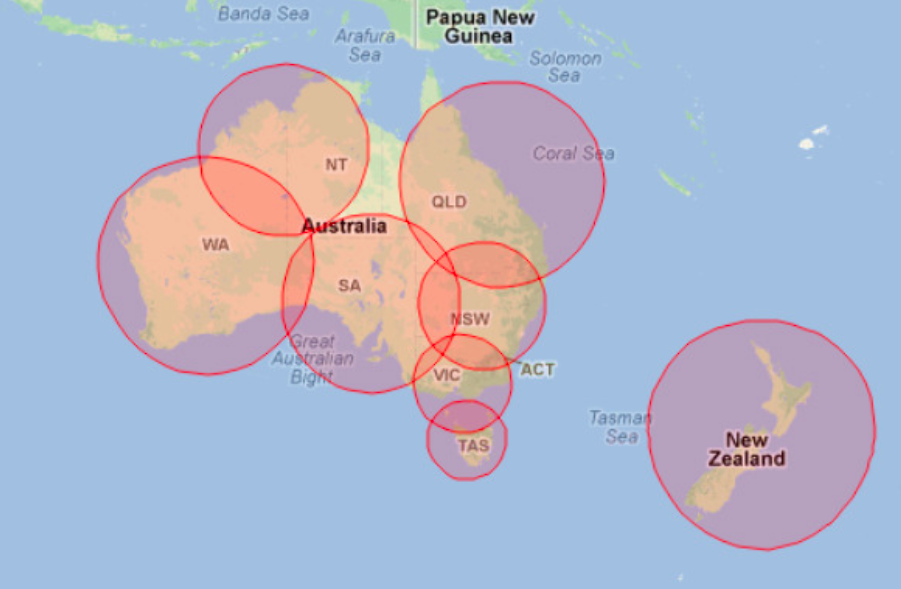 Banda Sea
Papua New
Guinea
Arafura
Sea
Solomon
Sea
Coral Sea
NT
QLD
Australia
WA
SA
NSW
Great
Australian
Bight
VIC
ACT
Tasman
Sea
TAS
New
Zealand